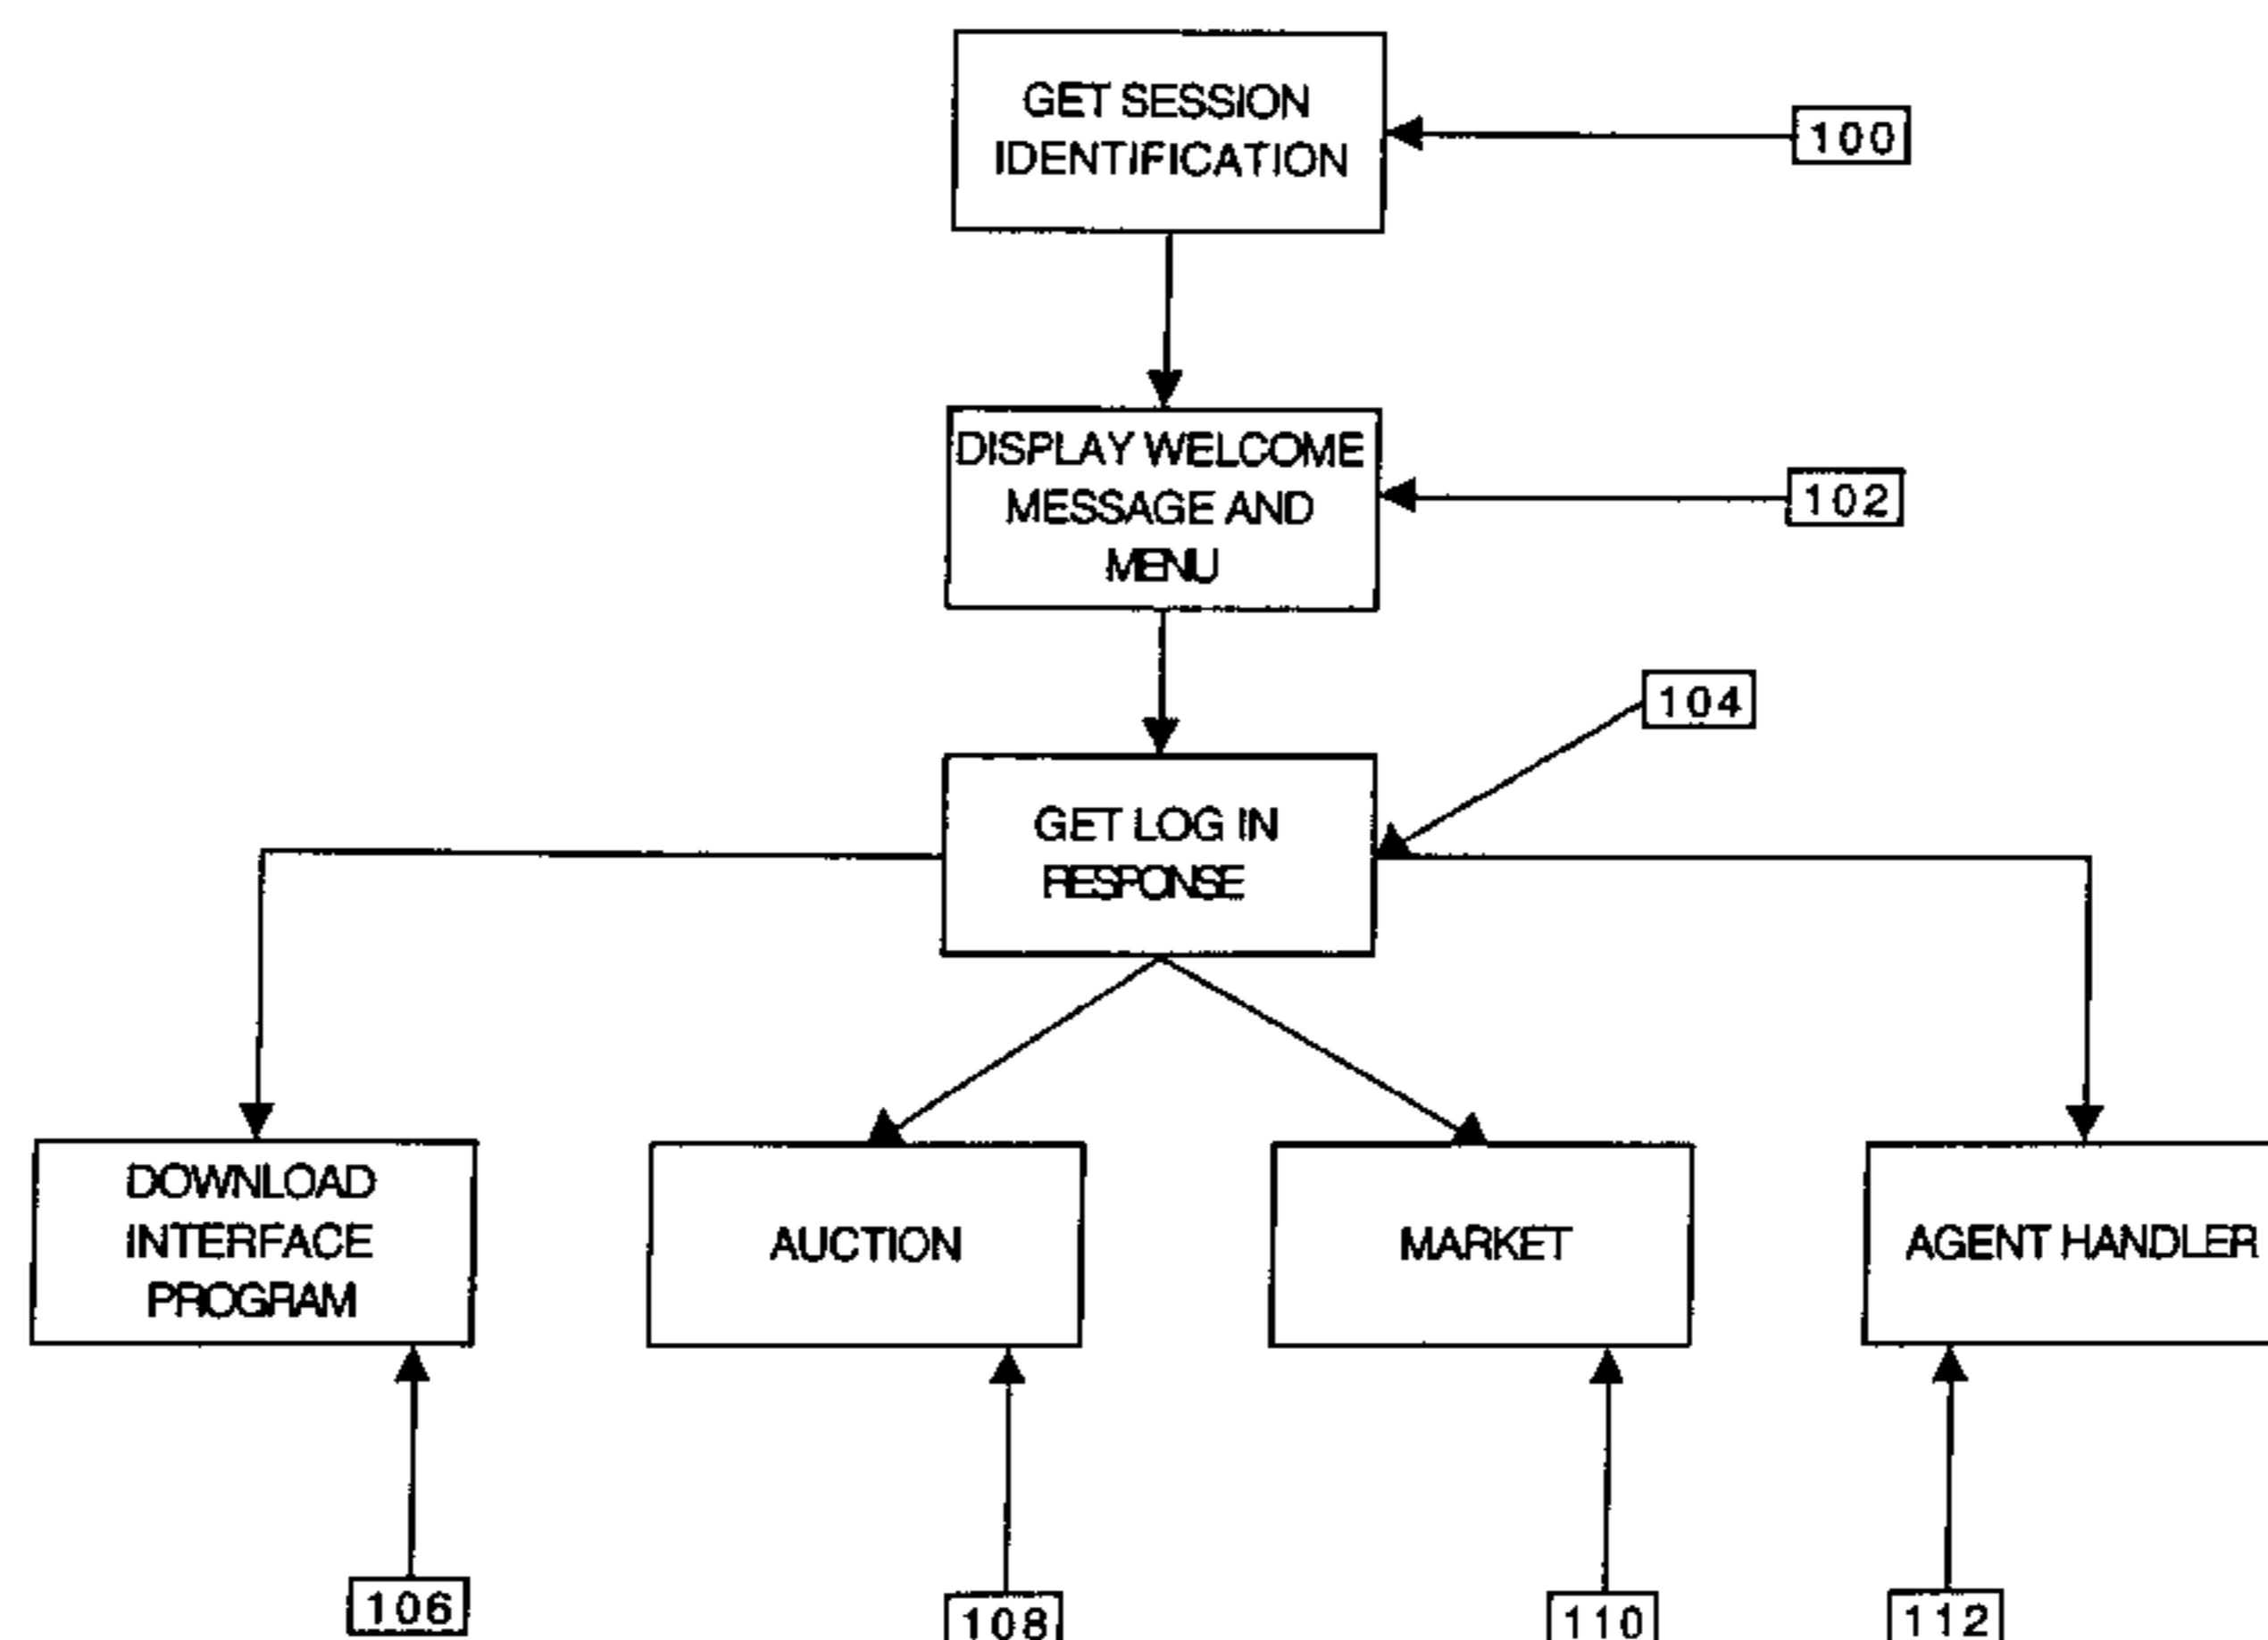 GET SESSION
IDENTIFICATION
100
DISPLAY WELCOME
MESSAGE AND
MENU
102
104
GET LOG IN
RESPONSE
DOWNLOAD
INTERFACE
PROGRAM
AUCTION
MARKET
AGENT HANDLER
106
108
110
112